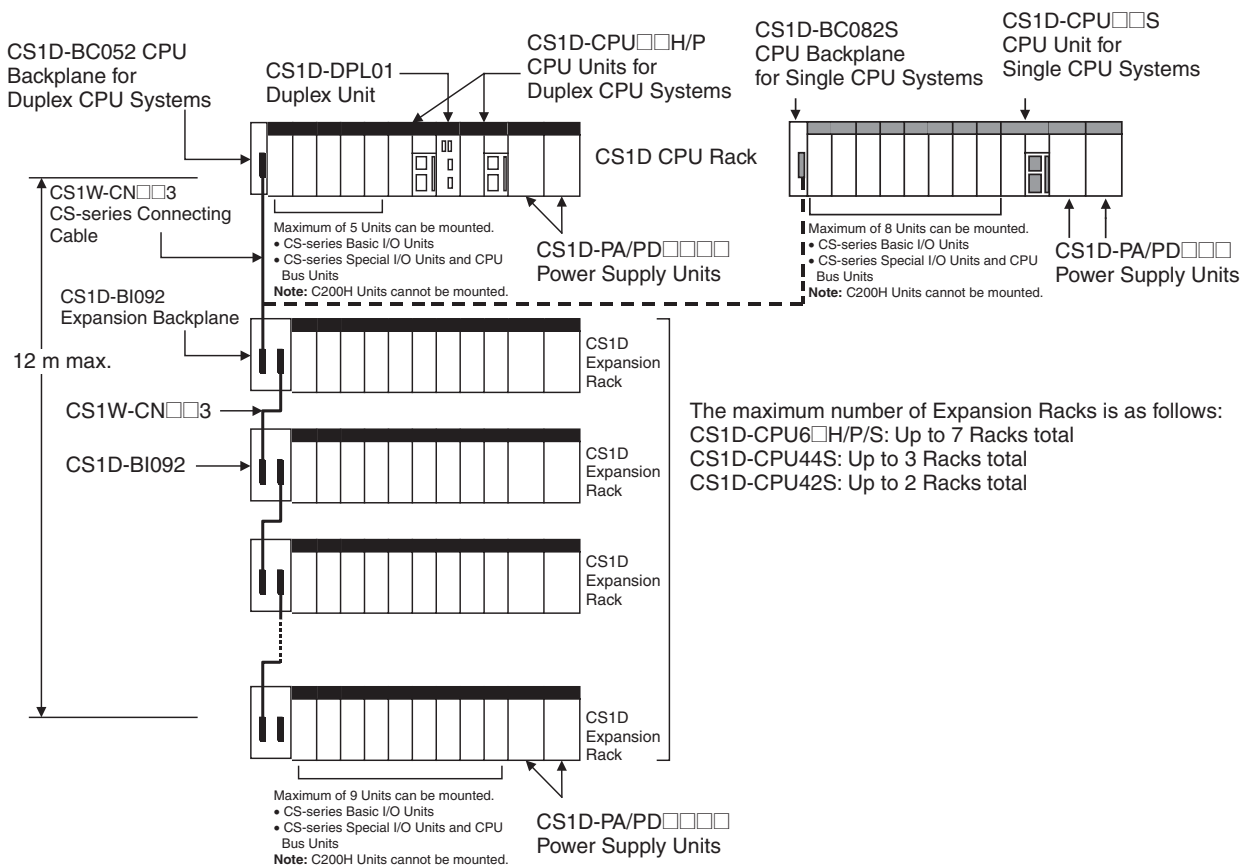 CS1D-BC052 CPU
Backplane for
Duplex CPU Systems
CS1D-DPL01
Duplex Unit
CS1D-CPU□□H/P
CPU Units for
Duplex CPU Systems
CS1D-BC082S
CPU Backplane
for Single CPU Systems
CS1D-CPU□□S
CPU Unit for
Single CPU Systems
CS1D CPU Rack
CS1W-CN□□3
CS-series Connecting
Cable
Maximum of 5 Units can be mounted.
• CS-series Basic I/O Units
• CS-series Special I/O Units and CPU
Bus Units
Note: C200H Units cannot be mounted.
CS1D-PA/PD□□□□
Power Supply Units
Maximum of 8 Units can be mounted.
• CS-series Basic I/O Units
• CS-series Special I/O Units and CPU
Bus Units
Note: C200H Units cannot be mounted.
CS1D-PA/PD□□□
Power Supply Units
CS1D-BI092
Expansion Backplane
12 m max.
CS1D
Expansion
Rack
CS1W-CN□□3
CS1D-BI092
CS1D
Expansion
Rack
The maximum number of Expansion Racks is as follows:
CS1D-CPU6□H/P/S: Up to 7 Racks total
CS1D-CPU44S: Up to 3 Racks total
CS1D-CPU42S: Up to 2 Racks total
CS1D
Expansion
Rack
CS1D
Expansion
Rack
Maximum of 9 Units can be mounted.
• CS-series Basic I/O Units
• CS-series Special I/O Units and CPU
Bus Units
Note: C200H Units cannot be mounted.
CS1D-PA/PD□□□□
Power Supply Units